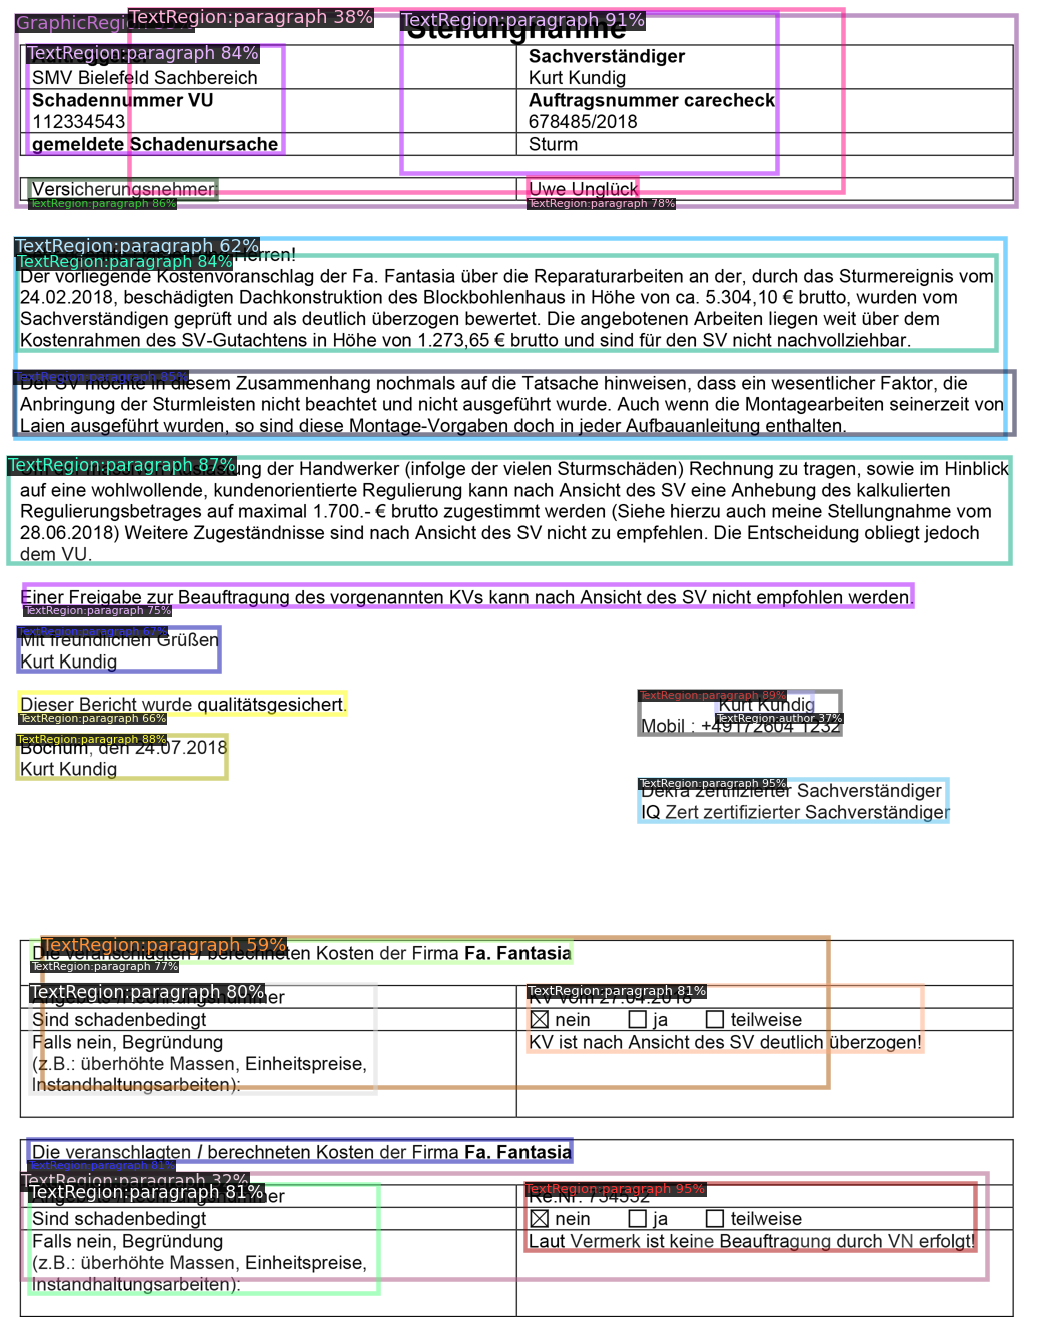 GraphicRegion
TextRegion:paragraph 38%
TextRegion:paragraph 91%
Stellungnahme
TextRegion:paragraph 84%
Sachverständiger
SMV Bielefeld Sachbereich
Kurt Kundig
Schadennummer VU
Auftragsnummer carecheck
112334543
678485/2018
gemeldete Schadenursache
Sturm
Versicherungsnehmer:
Uwe Unglück
TextRegion:paragraph 86%
TextRegion:paragraph 78%
TextRegion:paragraph 62%
Herren!
TextRegion:paragraph 84%
Der vorliegende Kostenvoranschlag der Fa. Fantasia über die Reparaturarbeiten an der, durch das Sturmereignis vom
24.02.2018, beschädigten Dachkonstruktion des Blockbohlenhaus in Höhe von ca. 5.304,10 € brutto, wurden vom
Sachverständigen geprüft und als deutlich überzogen bewertet. Die angebotenen Arbeiten liegen weit über dem
Kostenrahmen des SV-Gutachtens in Höhe von 1.273,65 € brutto und sind für den SV nicht nachvollziehbar.
TextRegion:paragraph 85%
Der SV möchte in diesem Zusammenhang nochmals auf die Tatsache hinweisen, dass ein wesentlicher Faktor, die
Anbringung der Sturmleisten nicht beachtet und nicht ausgeführt wurde. Auch wenn die Montagearbeiten seinerzeit von
Laien ausgeführt wurden, so sind diese Montage-Vorgaben doch in jeder Aufbauanleitung enthalten.
TextRegion:paragraph 87%
der Handwerker (infolge der vielen Sturmschäden) Rechnung zu tragen, sowie im Hinblick
auf eine wohlwollende, kundenorientierte Regulierung kann nach Ansicht des SV eine Anhebung des kalkulierten
Regulierungsbetrages auf maximal 1.700.- € brutto zugestimmt werden (Siehe hierzu auch meine Stellungnahme vom
28.06.2018) Weitere Zugeständnisse sind nach Ansicht des SV nicht zu empfehlen. Die Entscheidung obliegt jedoch
dem VU.
Einer Freigabe zur Beauftragung des vorgenannten KVs kann nach Ansicht des SV nicht empfohlen werden.
TextRegion:paragraph 75%
TextRegion:paragraph 67%
Mit freundlichen Grüßen
Kurt Kundig
TextRegion:paragraph 89%
Dieser Bericht wurde qualitätsgesichert.
Kurt Kundig
TextRegion:paragraph 66%
TextRegion:author 37%
Mobil : +49172604 1232
TextRegion:paragraph 88%
Bochum, den 24.07.2018
Kurt Kundig
TextRegion:paragraph 95%
Dekra zertifizierter Sachverständiger
IQ Zert zertifizierter Sachverständiger
TextRegion:paragraph 59%
Die veranschlagten / berechneten Kosten der Firma Fa. Fantasia
TextRegion:paragraph 77%
TextRegion:paragraph 80%
TextRegion:paragraph 81%
Angebots-/Rechnungsnummer
KV vom 27.04.2018
Sind schadenbedingt
nein ja teilweise
Falls nein, Begründung
KV ist nach Ansicht des SV deutlich überzogen!
(z.B.: überhöhte Massen, Einheitspreise,
Instandhaltungsarbeiten):
Die veranschlagten / berechneten Kosten der Firma Fa. Fantasia
TextRegion:paragraph 81%
TextRegion:paragraph 32%
TextRegion:paragraph 81%
TextRegion:paragraph 95%
Angebots-/Rechnungsnummer
Re.Nr. 754552
Sind schadenbedingt
nein ja teilweise
Falls nein, Begründung
Laut Vermerk ist keine Beauftragung durch VN erfolgt!
(z.B.: überhöhte Massen, Einheitspreise,
Instandhaltungsarbeiten):